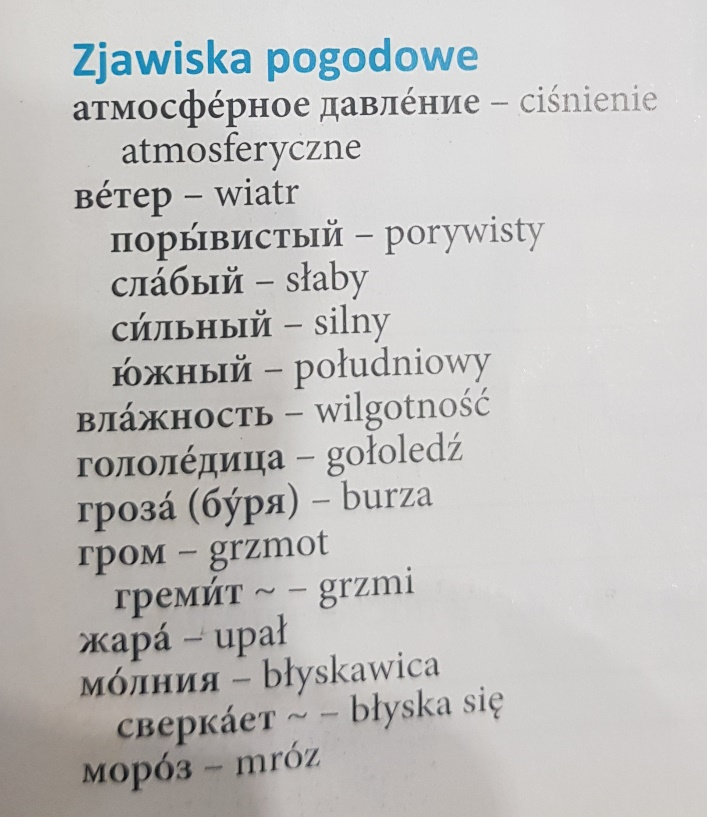 Zjawiska pogodowe
атмосфе́рное давле́ние – ciśnienie
atmosferyczne
ве́тер – wiatr
поры́вистый – porywisty
сла́бый – słaby
си́льный – silny
ю́жный – południowy
вла́жность – wilgotność
гололе́дица – gołoledź
гроза́ (бу́ря) – burza
гром – grzmot
греми́т ~ – grzmi
жара́ – upał
мо́лния – błyskawica
сверка́ет ~ – błyska się
моро́з – mróz